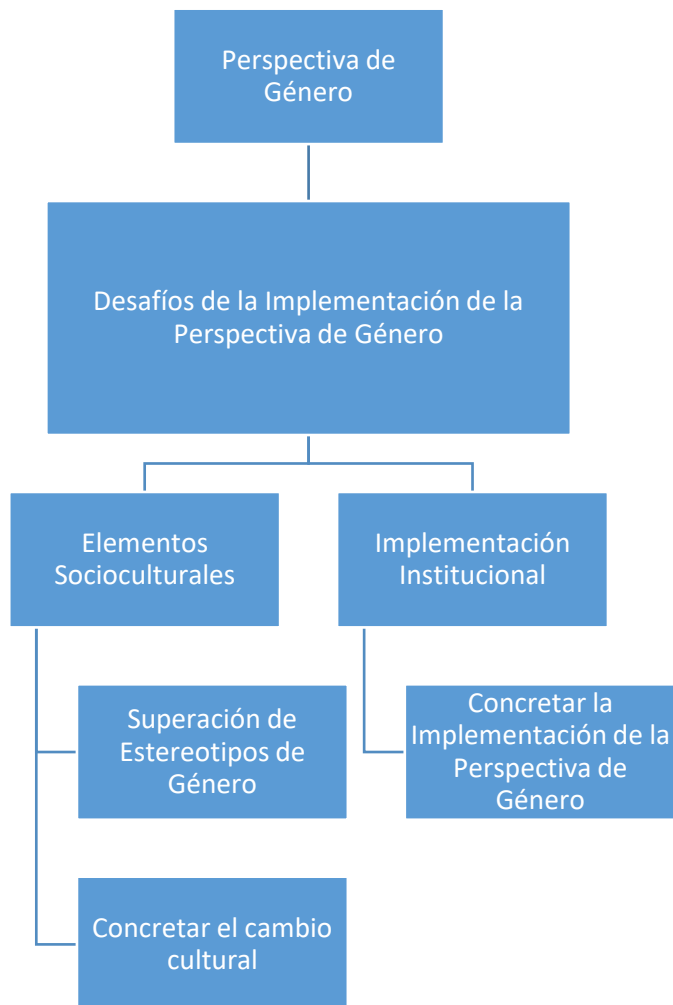 Perspectiva de
Género
Desafíos de la Implementación de la
Perspectiva de Género
Elementos
Socioculturales
Implementación
Institucional
Superación de
Estereotipos de
Género
Concretar la
Implementación de la
Perspectiva de
Género
Concretar el cambio
cultural